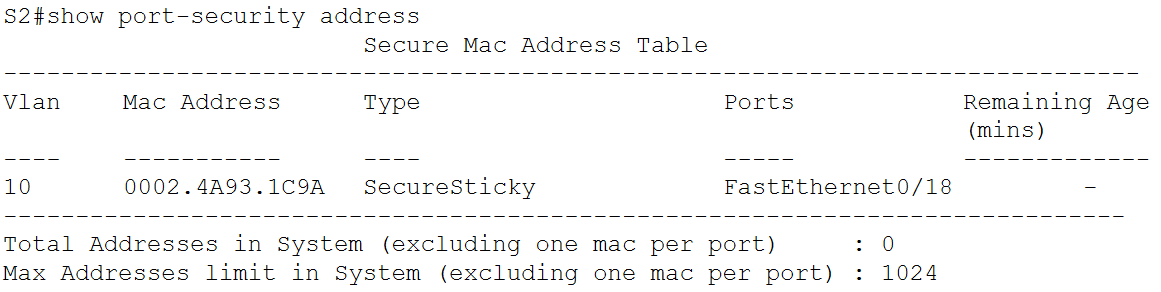 S2#show port-security address
Secure Mac Address Table
-------------------------------------------------------------------------------
Vlan Mac Address Type Ports Remaining Age
(mins)
---- ----------- ---- ----- -------------
10 0002.4A93.1C9A SecureSticky FastEthernet0/18 -
------------------------------------------------------------------------------
Total Addresses in System (excluding one mac per port) : 0
Max Addresses limit in System (excluding one mac per port) : 1024